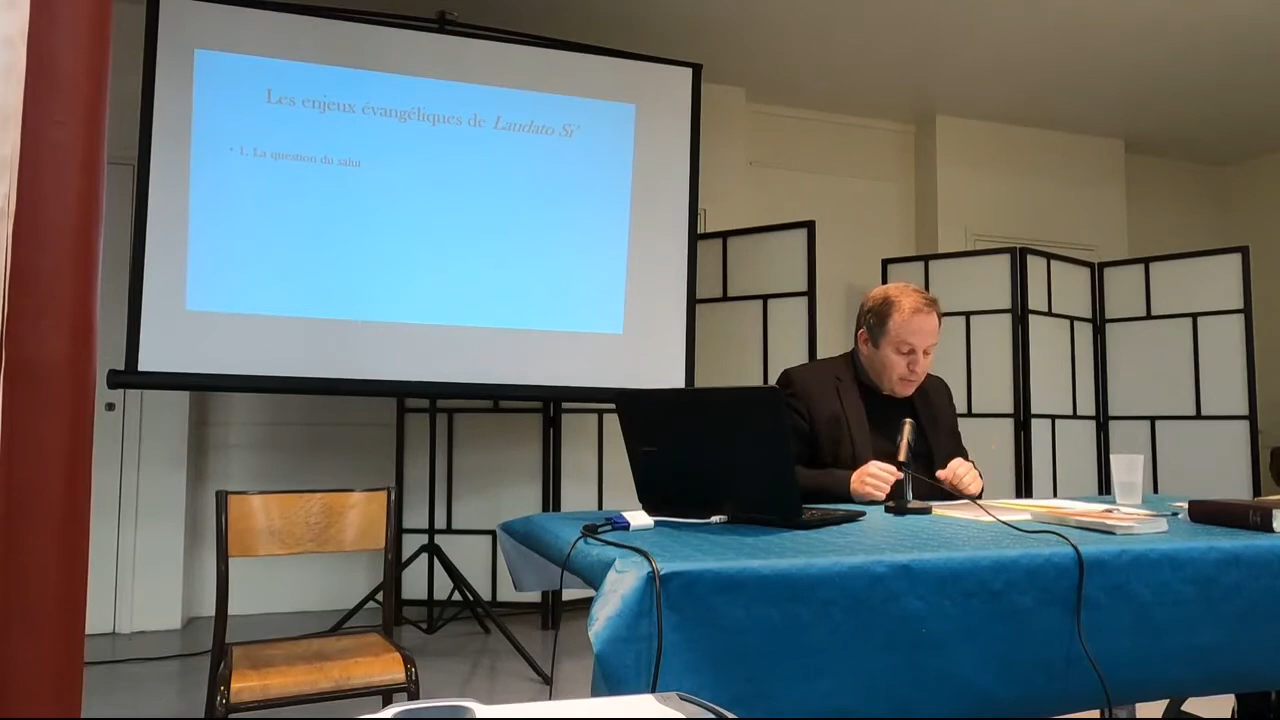 Les enjeux évangéliques de Laudato Si'
• 1. La question du salut